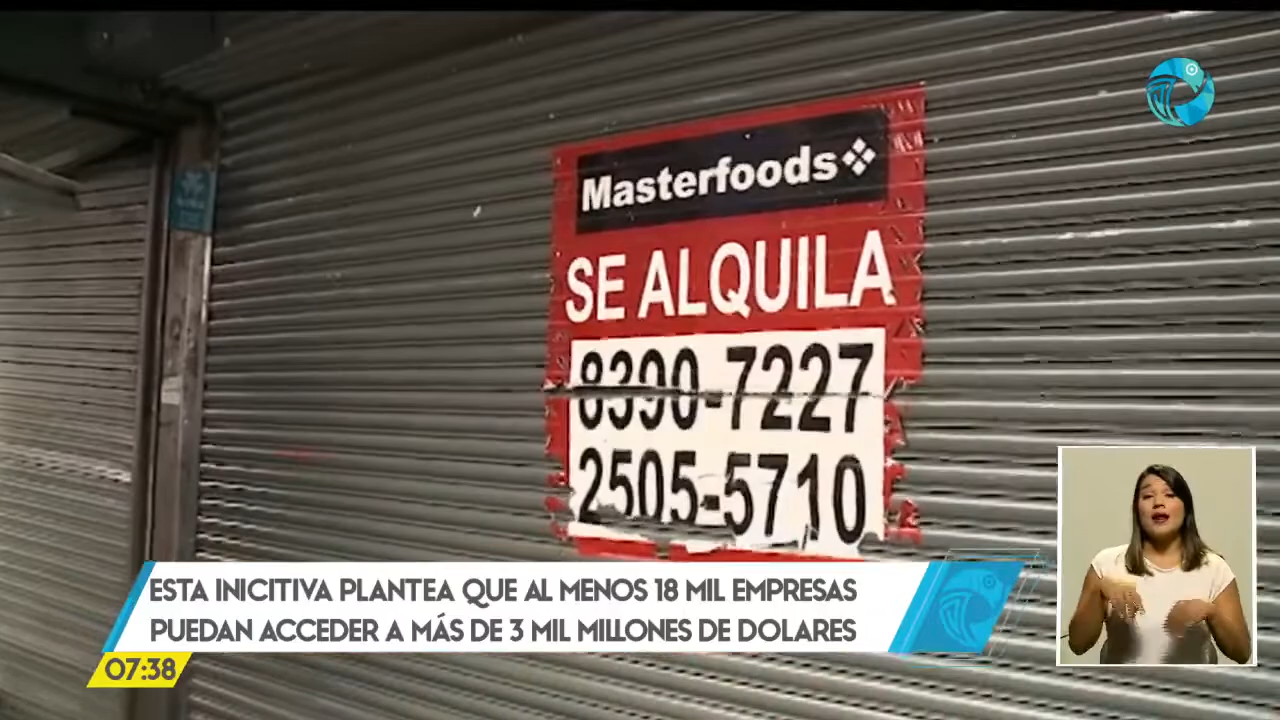 Masterfoods
SE ALQUILA
8390-7227
2505-5710
ESTA INICITIVA PLANTEA QUE AL MENOS 18 MIL EMPRESAS
PUEDAN ACCEDER A MÁS DE 3 MIL MILLONES DE DOLARES
07:38